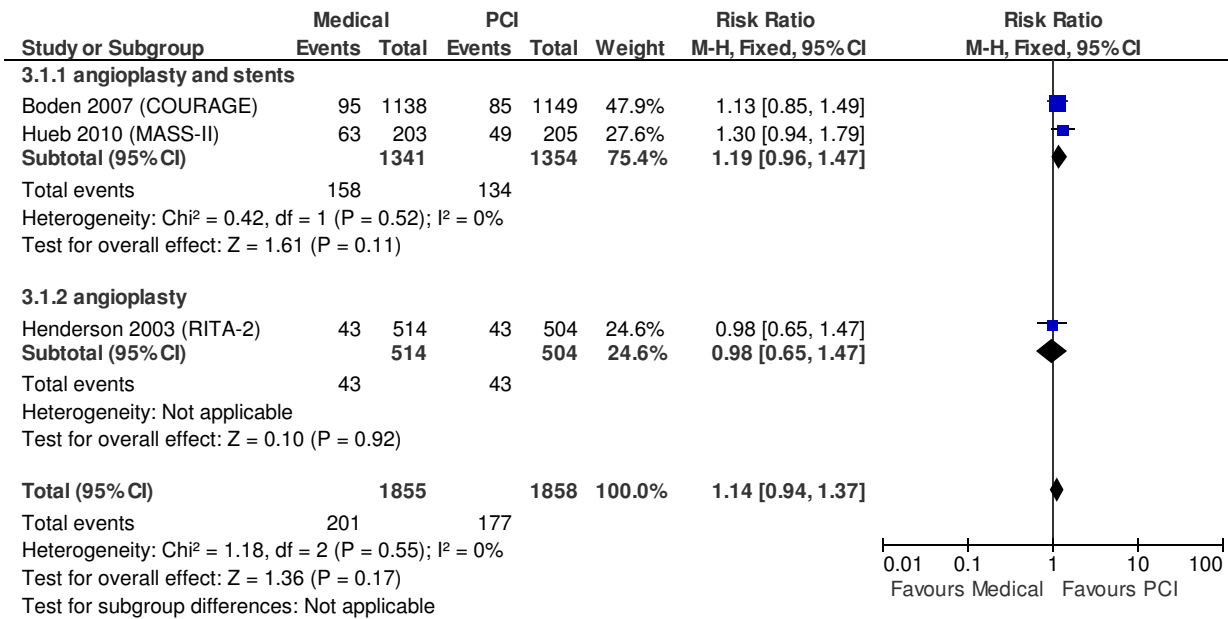 Medical PCI Risk Ratio Risk Ratio
Study or Subgroup Events Total Events Total Weight M-H, Fixed, 95% CI M-H, Fixed, 95% CI
3.1.1 angioplasty and stents
Boden 2007 (COURAGE) 95 1138 85 1149 47.9% 1.13 [0.85, 1.49]
Hueb 2010 (MASS-II) 63 203 49 205 27.6% 1.30 [0.94, 1.79]
Subtotal (95% CI) 1341 1354 75.4% 1.19 [0.96, 1.47]
Total events 158 134
Heterogeneity: Chi² = 0.42, df = 1 (P = 0.52); I² = 0%
Test for overall effect: Z = 1.61 (P = 0.11)
3.1.2 angioplasty
Henderson 2003 (RITA-2) 43 514 43 504 24.6% 0.98 [0.65, 1.47]
Subtotal (95% CI) 514 504 24.6% 0.98 [0.65, 1.47]
Total events 43 43
Heterogeneity: Not applicable
Test for overall effect: Z = 0.10 (P = 0.92)
Total (95% CI) 1855 1858 100.0% 1.14 [0.94, 1.37]
Total events 201 177
Heterogeneity: Chi² = 1.18, df = 2 (P = 0.55); I² = 0%
Test for overall effect: Z = 1.36 (P = 0.17)
Test for subgroup differences: Not applicable
0.01 0.1 1 10 100
Favours Medical Favours PCI